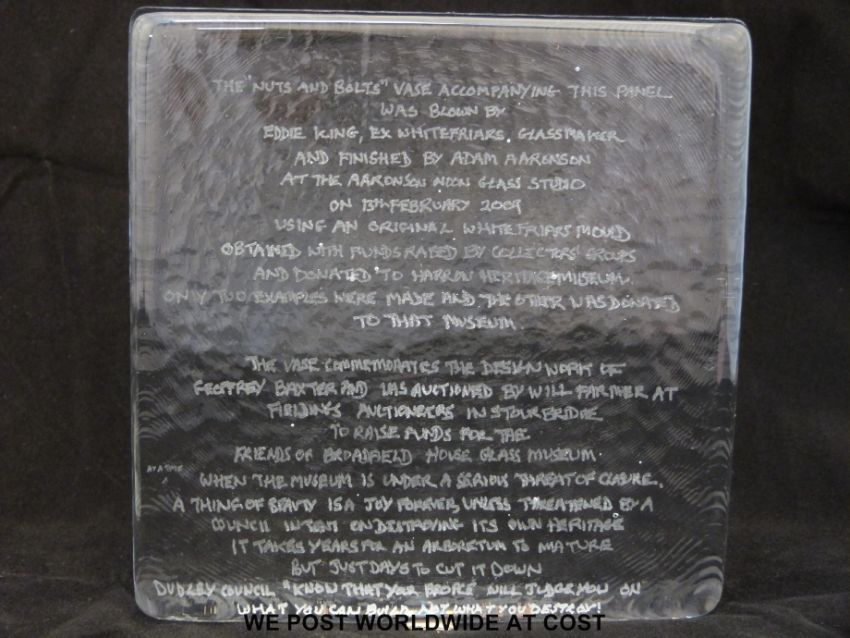 THE "NUTS AND BOLTS" VASE ACCOMPANYING THIS PANEL
WAS BLOWN BY
EDDIE KING, EX WHITEFRIARS, GLASSMAKER
AND FINISHED BY ADAM AARONSON
AT THE AARONSON NOON GLASS STUDIO
ON 13TH FEBRUARY 2009
USING AN ORIGINAL WHITEFRIARS MOULD
OBTAINED WITH FUNDS RAISED BY COLLECTORS' GROUPS
AND DONATED TO HARROW HERITAGE MUSEUM.
ONLY TWO EXAMPLES WERE MADE AND THE OTHER WAS DONATED
TO THAT MUSEUM.
THE VASE COMMEMORATES THE DESIGN WORK OF
GEOFFREY BAXTER AND WAS AUCTIONED BY WILL FARMER AT
FIELDINGS AUCTIONEERS IN STOURBRIDGE
TO RAISE FUNDS FOR THE
FRIENDS OF BROADFIELD HOUSE GLASS MUSEUM
AT A TIME
WHEN THE MUSEUM IS UNDER A SERIOUS THREAT OF CLOSURE.
A THING OF BEAUTY IS A JOY FOREVER, UNLESS THREATENED BY A
COUNCIL INTENT ON DESTROYING ITS OWN HERITAGE
IT TAKES YEARS FOR AN ARBORETUM TO MATURE
BUT JUST DAYS TO CUT IT DOWN
DUDLEY COUNCIL "KNOW THAT YOUR PEOPLE WILL JUDGE YOU ON
WHAT YOU CAN BUILD, NOT WHAT YOU DESTROY!
WE POST WORLDWIDE AT COST